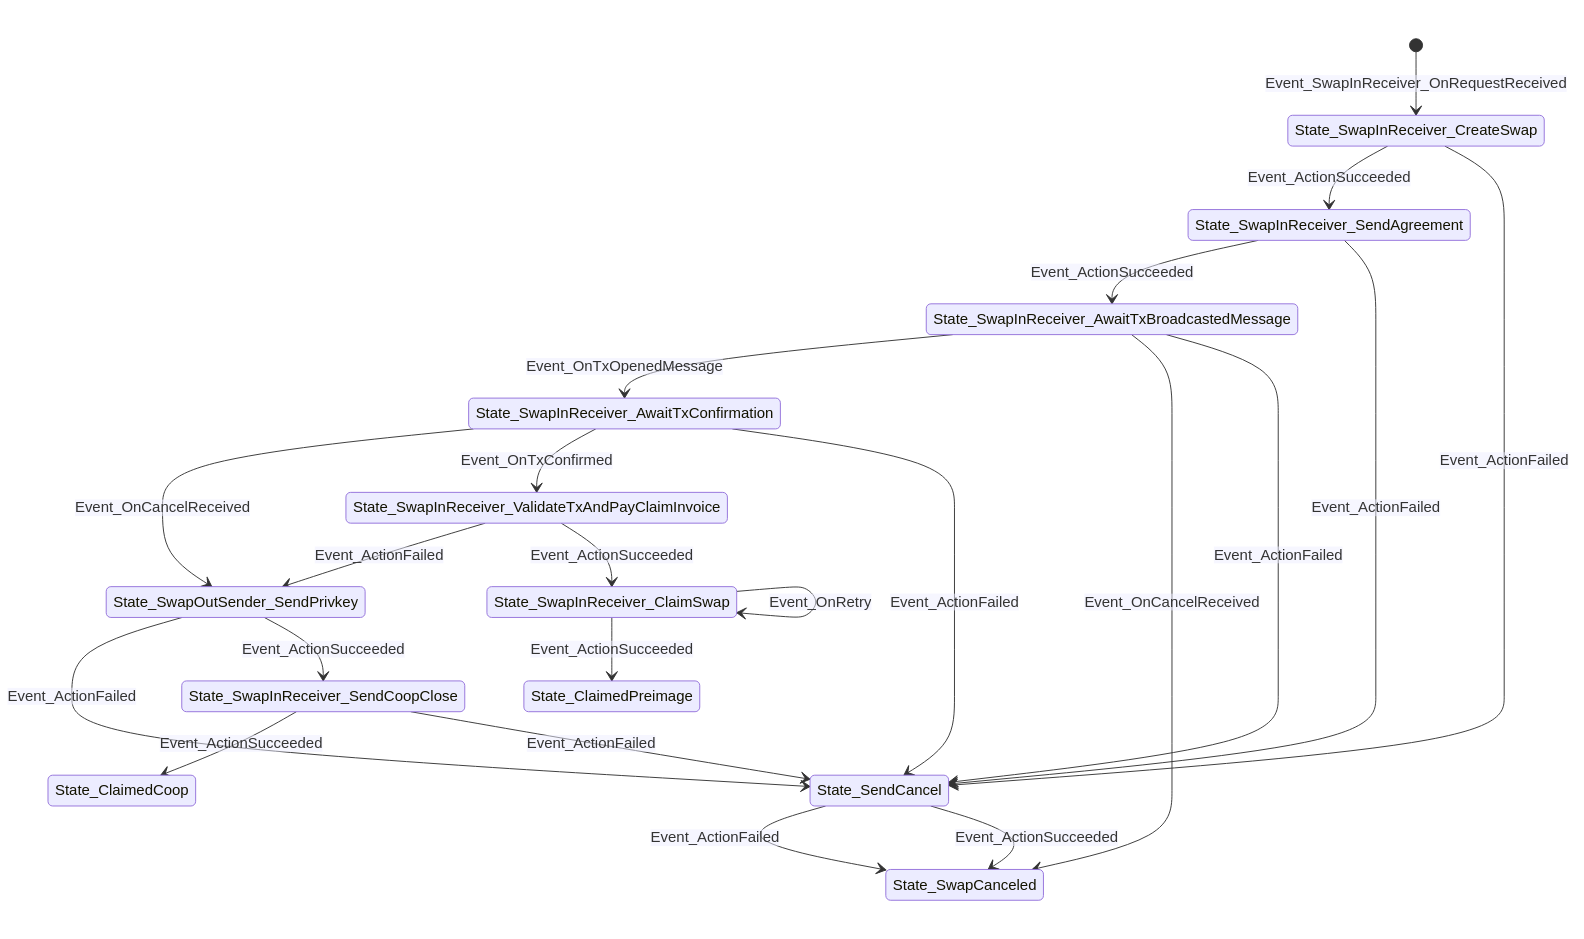 Event_SwapInReceiver_OnRequestReceived
State_SwapInReceiver_CreateSwap
Event_ActionSucceeded
State_SwapInReceiver_SendAgreement
Event_ActionSucceeded
State_SwapInReceiver_AwaitTxBroadcastedMessage
Event_OnTxOpenedMessage
State_SwapInReceiver_AwaitTxConfirmation
Event_OnTxConfirmed
Event_ActionFailed
Event_OnCancelReceived
State_SwapInReceiver_ValidateTxAndPayClaimInvoice
Event_ActionFailed
Event_ActionFailed
Event_ActionSucceeded
Event_ActionFailed
State_SwapOutSender_SendPrivkey
State_SwapInReceiver_ClaimSwap
Event_OnRetry
Event_ActionFailed
Event_OnCancelReceived
Event_ActionSucceeded
Event_ActionSucceeded
Event_ActionFailed
State_SwapInReceiver_SendCoopClose
State_ClaimedPreimage
Event_ActionSucceeded
Event_ActionFailed
State_ClaimedCoop
State_SendCancel
Event_ActionFailed
Event_ActionSucceeded
State_SwapCanceled